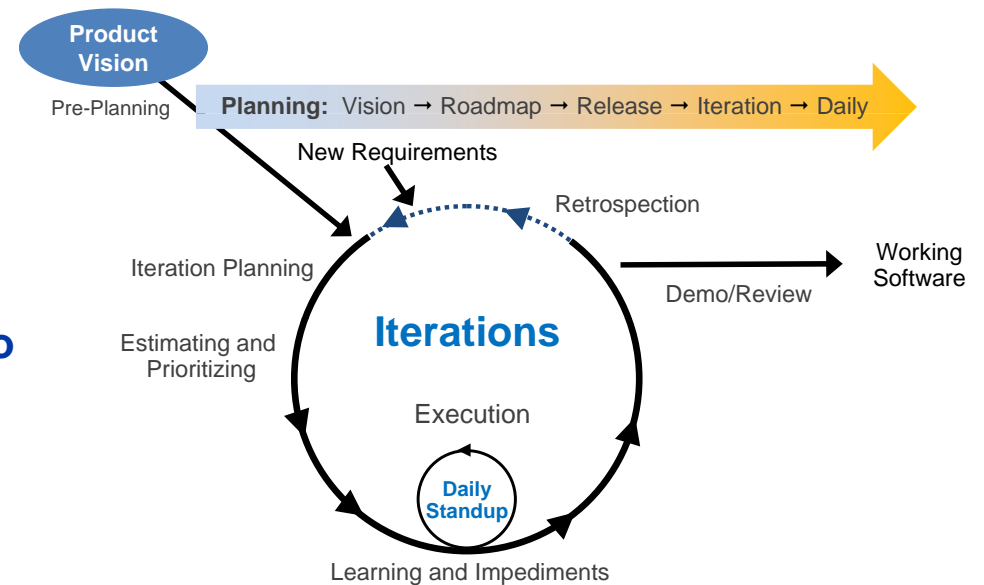 Product
Vision
Pre-Planning
Planning: Vision → Roadmap → Release → Iteration → Daily
New Requirements
Retrospection
Iteration Planning
Working
Software
Demo/Review
Estimating and
Prioritizing
Iterations
Execution
Daily
Standup
Learning and Impediments